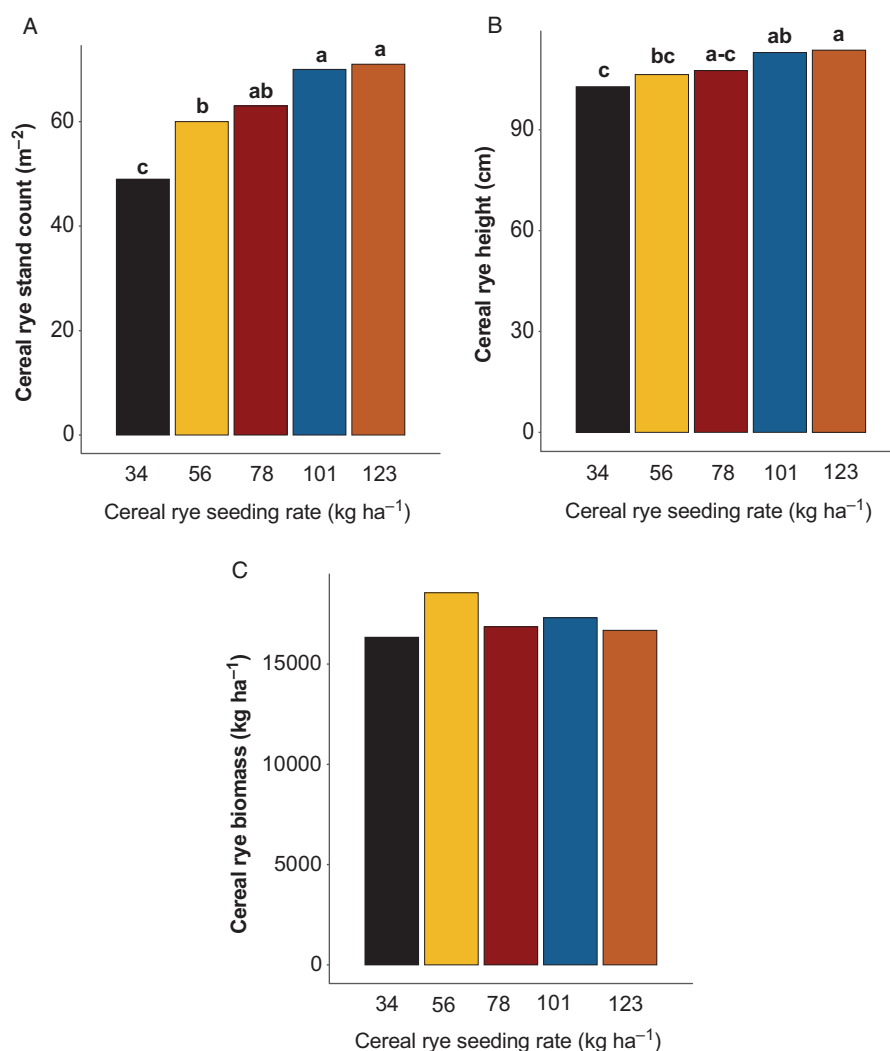 A
Cereal rye stand count (m⁻²)
60
40
20
0
c
b
ab
a
a
34 56 78 101 123
Cereal rye seeding rate (kg ha⁻¹)
B
Cereal rye height (cm)
90
60
30
0
c
bc
a-c
ab
a
34 56 78 101 123
Cereal rye seeding rate (kg ha⁻¹)
C
Cereal rye biomass (kg ha⁻¹)
15000
10000
5000
0
34 56 78 101 123
Cereal rye seeding rate (kg ha⁻¹)